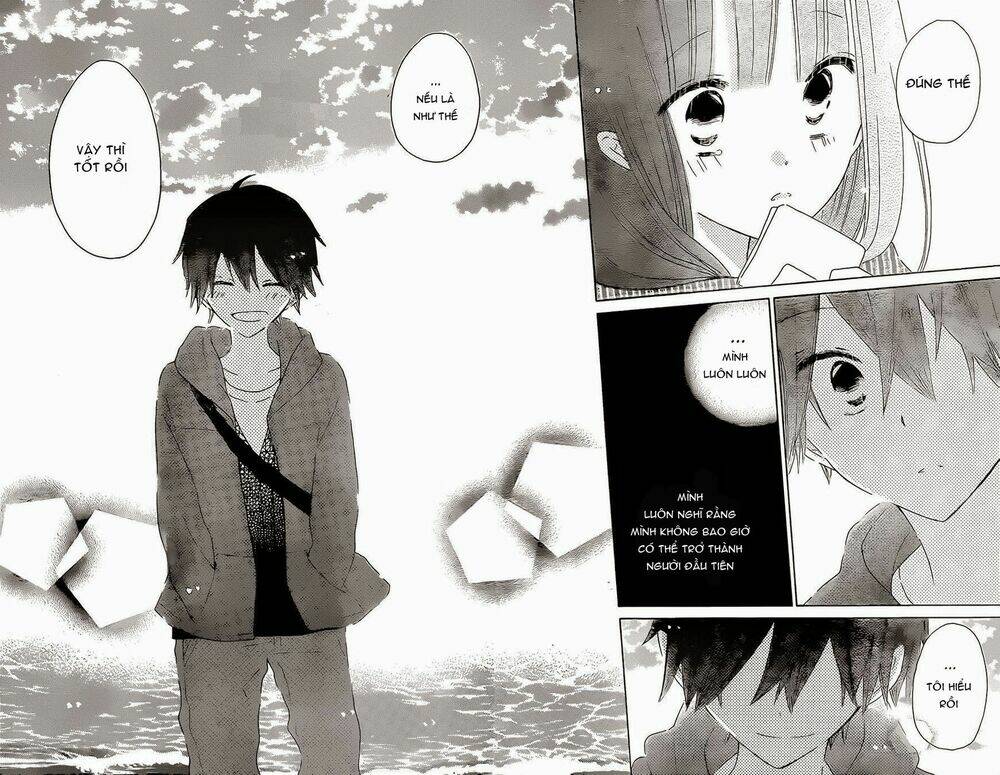 ĐÚNG THẾ
...
MÌNH
LUÔN LUÔN
MÌNH
LUÔN NGHĨ RẰNG
MÌNH KHÔNG BAO GIỜ
CÓ THỂ TRỞ THÀNH
NGƯỜI ĐẦU TIÊN
...
TÔI HIỂU
RỒI
...
NẾU LÀ
NHƯ THẾ
VẬY THÌ
TỐT RỒI